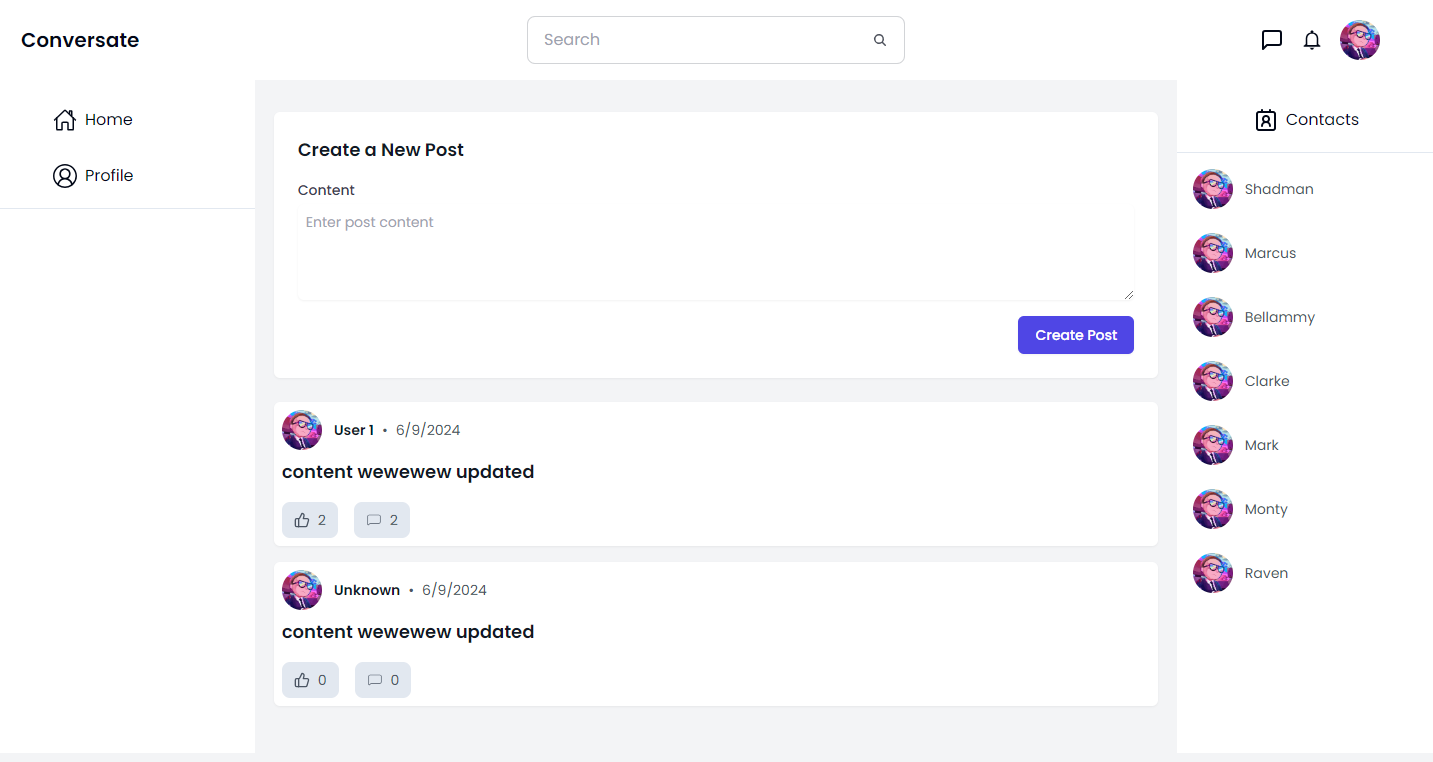 Conversate
Search
Home
Profile
Create a New Post
Content
Enter post content
Create Post
User 1 • 6/9/2024
content wewewew updated
2 2
Unknown • 6/9/2024
content wewewew updated
0 0
Contacts
Shadman
Marcus
Bellammy
Clarke
Mark
Monty
Raven